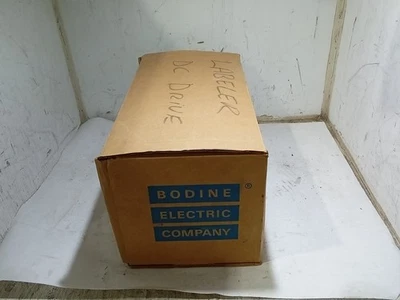 LABELER
DC DRIVE
BODINE ®
ELECTRIC
COMPANY